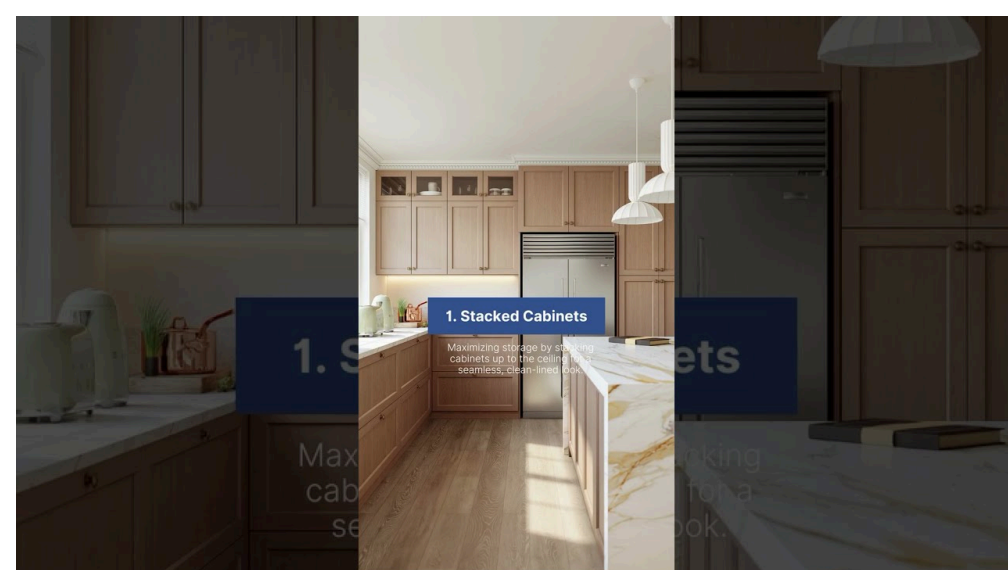 1. Stacked Cabinets
Maximizing storage by stacking
cabinets up to the ceiling for a
seamless, clean-lined look.